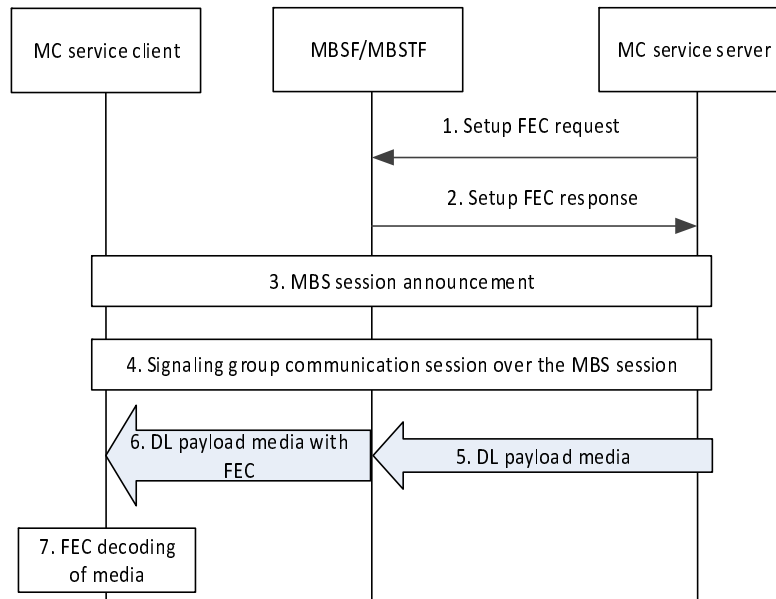 MC service client
MBSF/MBSTF
MC service server
1. Setup FEC request
2. Setup FEC response
3. MBS session announcement
4. Signaling group communication session over the MBS session
6. DL payload media with
FEC
5. DL payload media
7. FEC decoding
of media